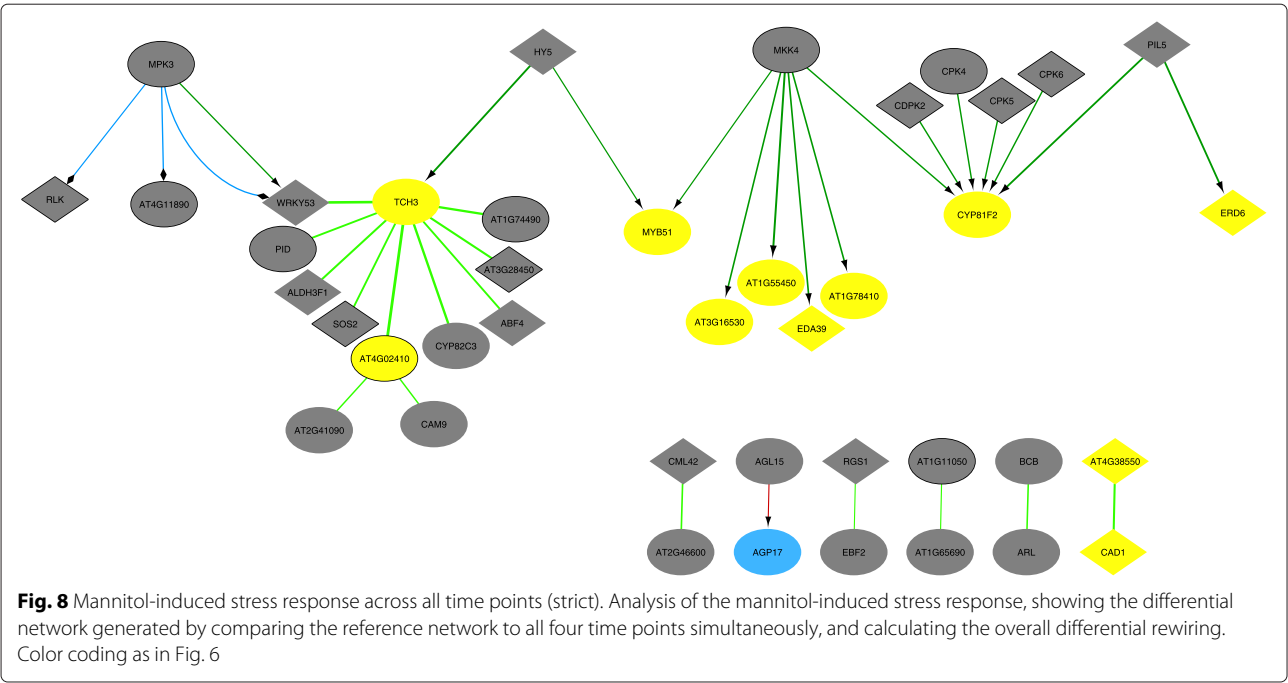 MPK3
HY5
MKK4
PIL5
CPK4
CPK6
CDPK2
CPK5
RLK
AT4G11890
WRKY53
TCH3
AT1G74490
MYB51
CYP81F2
ERD6
PID
AT3G28450
ALDH3F1
AT1G55450
AT1G78410
SOS2
ABF4
AT3G16530
EDA39
AT4G02410
CYP82C3
AT2G41090
CAM9
CML42
AGL15
RGS1
AT1G11050
BCB
AT4G38550
AT2G46600
AGP17
EBF2
AT1G65690
ARL
CAD1
Fig. 8 Mannitol-induced stress response across all time points (strict). Analysis of the mannitol-induced stress response, showing the differential
network generated by comparing the reference network to all four time points simultaneously, and calculating the overall differential rewiring.
Color coding as in Fig. 6